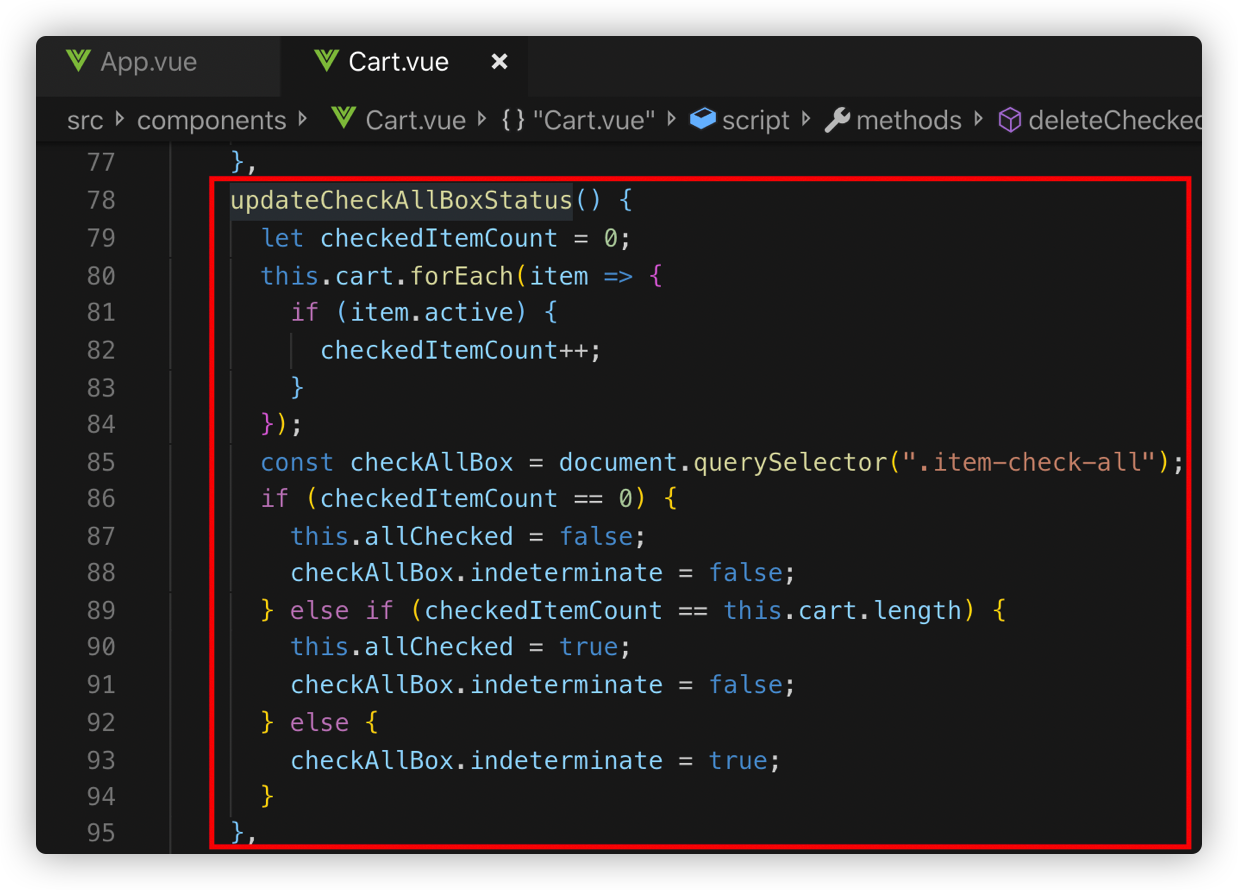 App.vue Cart.vue ×
src components Cart.vue {} "Cart.vue" script methods deleteChecked
77 },
78 updateCheckAllBoxStatus() {
79 let checkedItemCount = 0;
80 this.cart.forEach(item => {
81 if (item.active) {
82 checkedItemCount++;
83 }
84 });
85 const checkAllBox = document.querySelector(".item-check-all");
86 if (checkedItemCount == 0) {
87 this.allChecked = false;
88 checkAllBox.indeterminate = false;
89 } else if (checkedItemCount == this.cart.length) {
90 this.allChecked = true;
91 checkAllBox.indeterminate = false;
92 } else {
93 checkAllBox.indeterminate = true;
94 }
95 },